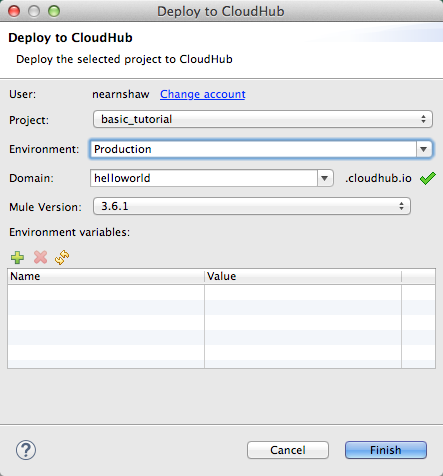 Deploy to CloudHub
Deploy to CloudHub
Deploy the selected project to CloudHub
User: nearnshaw Change account
Project: basic_tutorial
Environment: Production
Domain: helloworld .cloudhub.io
Mule Version: 3.6.1
Environment variables:
Name Value
? Cancel Finish